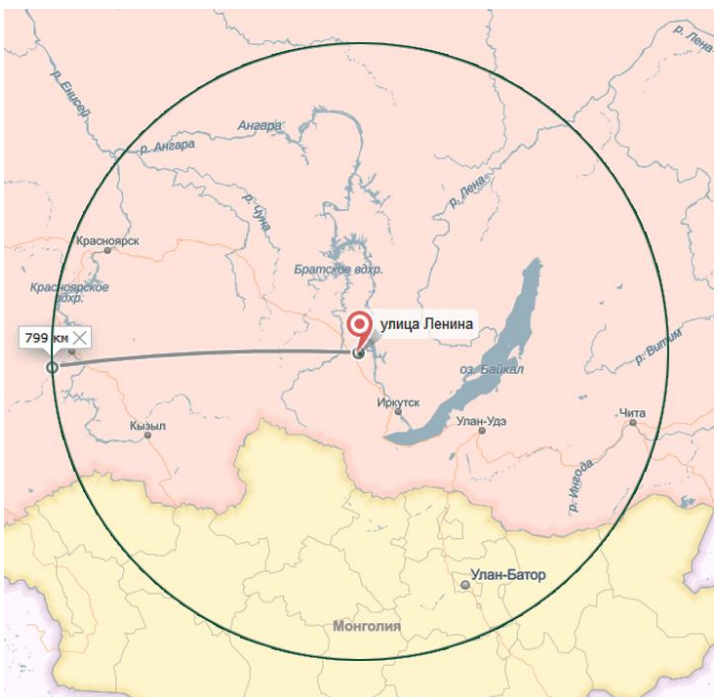 р. Лена
р. Енисей
Ангара
р. Ангара
р. Лена
р. Чуна
Красноярск
Братское вдхр.
Красноярское
вдхр.
улица Ленина
799 км
р. Витим
оз. Байкал
Иркутск
Чита
Улан-Удэ
Кызыл
р. Ингода
Улан-Батор
Монголия